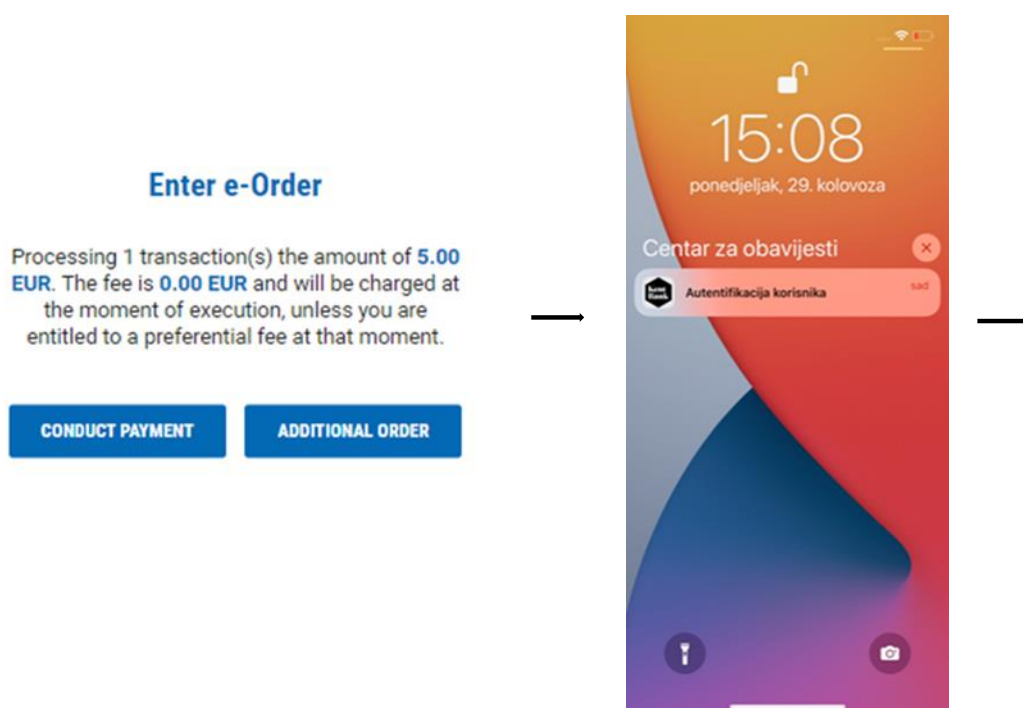 Enter e-Order
Processing 1 transaction(s) the amount of 5.00
EUR. The fee is 0.00 EUR and will be charged at
the moment of execution, unless you are
entitled to a preferential fee at that moment.
CONDUCT PAYMENT
ADDITIONAL ORDER
15:08
ponedjeljak, 29. kolovoza
Centar za obavijesti
Autentifikacija korisnika
sad